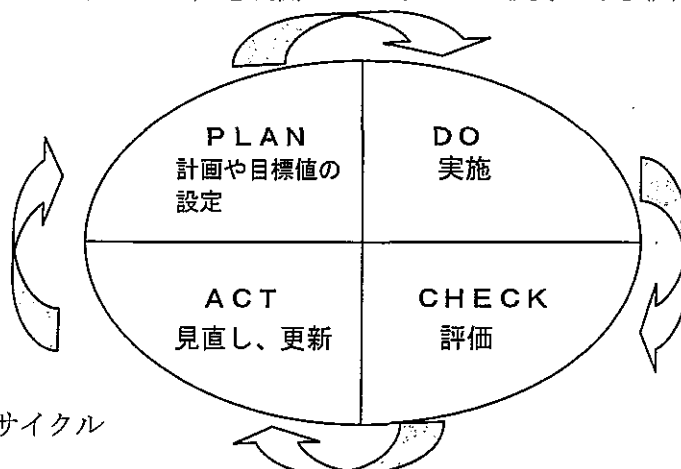 PLAN
計画や目標値の
設定
DO
実施
ACT
見直し、更新
CHECK
評価
サイクル